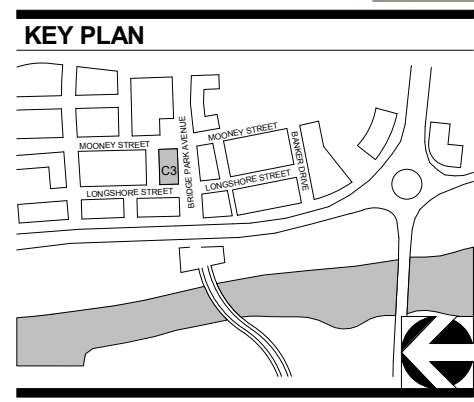 KEY PLAN
MOONEY STREET
BRIDGE PARK AVENUE
MOONEY STREET
BANKER DRIVE
C3
LONGSHORE STREET
LONGSHORE STREET